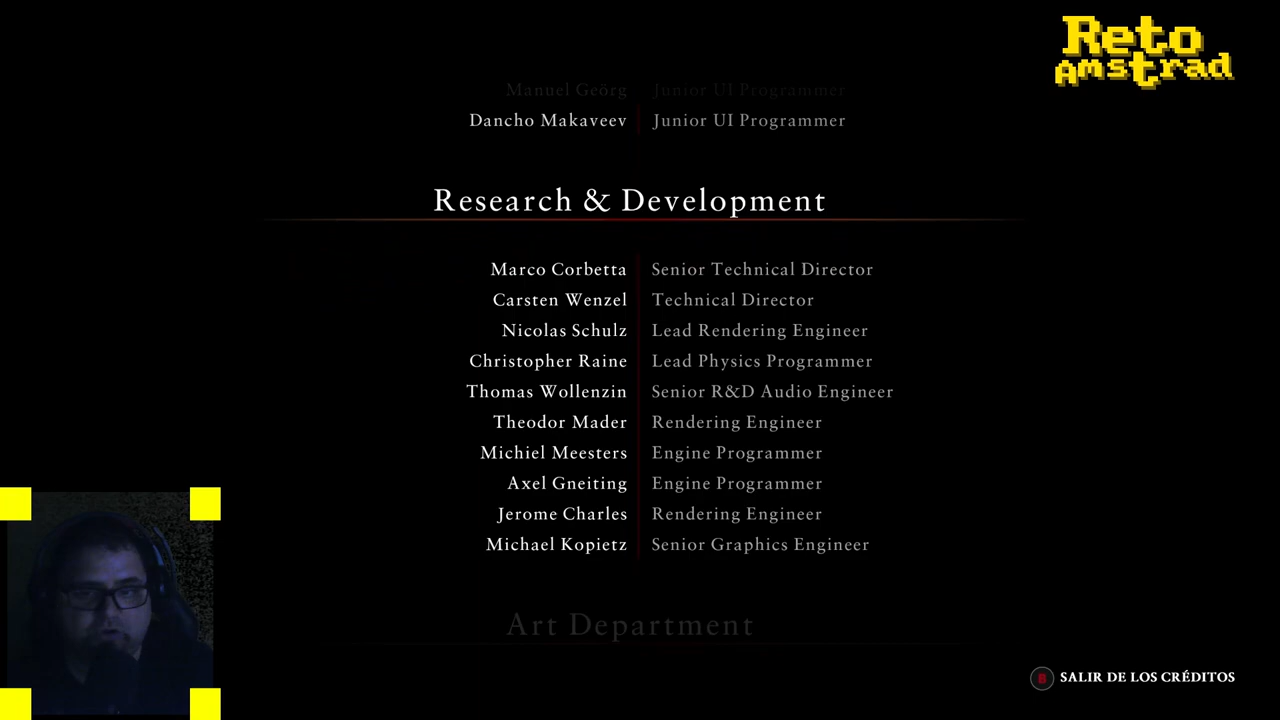 Reto
Amstrad
Manuel Geörg Junior UI Programmer
Dancho Makaveev Junior UI Programmer
Research & Development
Marco Corbetta Senior Technical Director
Carsten Wenzel Technical Director
Nicolas Schulz Lead Rendering Engineer
Christopher Raine Lead Physics Programmer
Thomas Wollenzin Senior R&D Audio Engineer
Theodor Mader Rendering Engineer
Michiel Meesters Engine Programmer
Axel Gneiting Engine Programmer
Jerome Charles Rendering Engineer
Michael Kopietz Senior Graphics Engineer
Art Department
B SALIR DE LOS CRÉDITOS